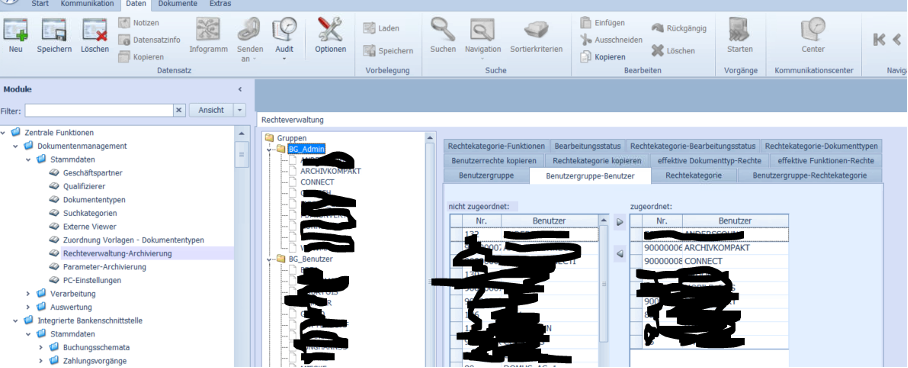 Start Kommunikation Daten Dokumente Extras
Neu Speichern Löschen Notizen Datensatzinfo Kopieren Infogramm Senden an - Audit Optionen Laden Speichern Suchen Navigation Sortierkriterien Einfügen Ausschneiden Kopieren Rückgängig Löschen Starten Center
Datensatz Vorbelegung Suche Bearbeiten Vorgänge Kommunikationscenter Naviga
Module
Filter: Ansicht
Zentrale Funktionen
Dokumentenmanagement
Stammdaten
Geschäftspartner
Qualifizierer
Dokumententypen
Suchkategorien
Externe Viewer
Zuordnung Vorlagen - Dokumententypen
Rechteverwaltung-Archivierung
Parameter-Archivierung
PC-Einstellungen
Verarbeitung
Auswertung
Integrierte Bankenschnittstelle
Stammdaten
Buchungsschemata
Zahlungsvorgänge
Rechteverwaltung
Gruppen
BG_Admin
ARCHIVKOMPAKT
CONNECT
BG_Benutzer
Rechtekategorie-Funktionen Bearbeitungsstatus Rechtekategorie-Bearbeitungsstatus Rechtekategorie-Dokumenttypen
Benutzerrechte kopieren Rechtekategorie kopieren effektive Dokumenttyp-Rechte effektive Funktionen-Rechte
Benutzergruppe Benutzergruppe-Benutzer Rechtekategorie Benutzergruppe-Rechtekategorie
nicht zugeordnet:
Nr. Benutzer
zugeordnet:
Nr. Benutzer
9000000 ARCHIVKOMPAKT
90000008 CONNECT